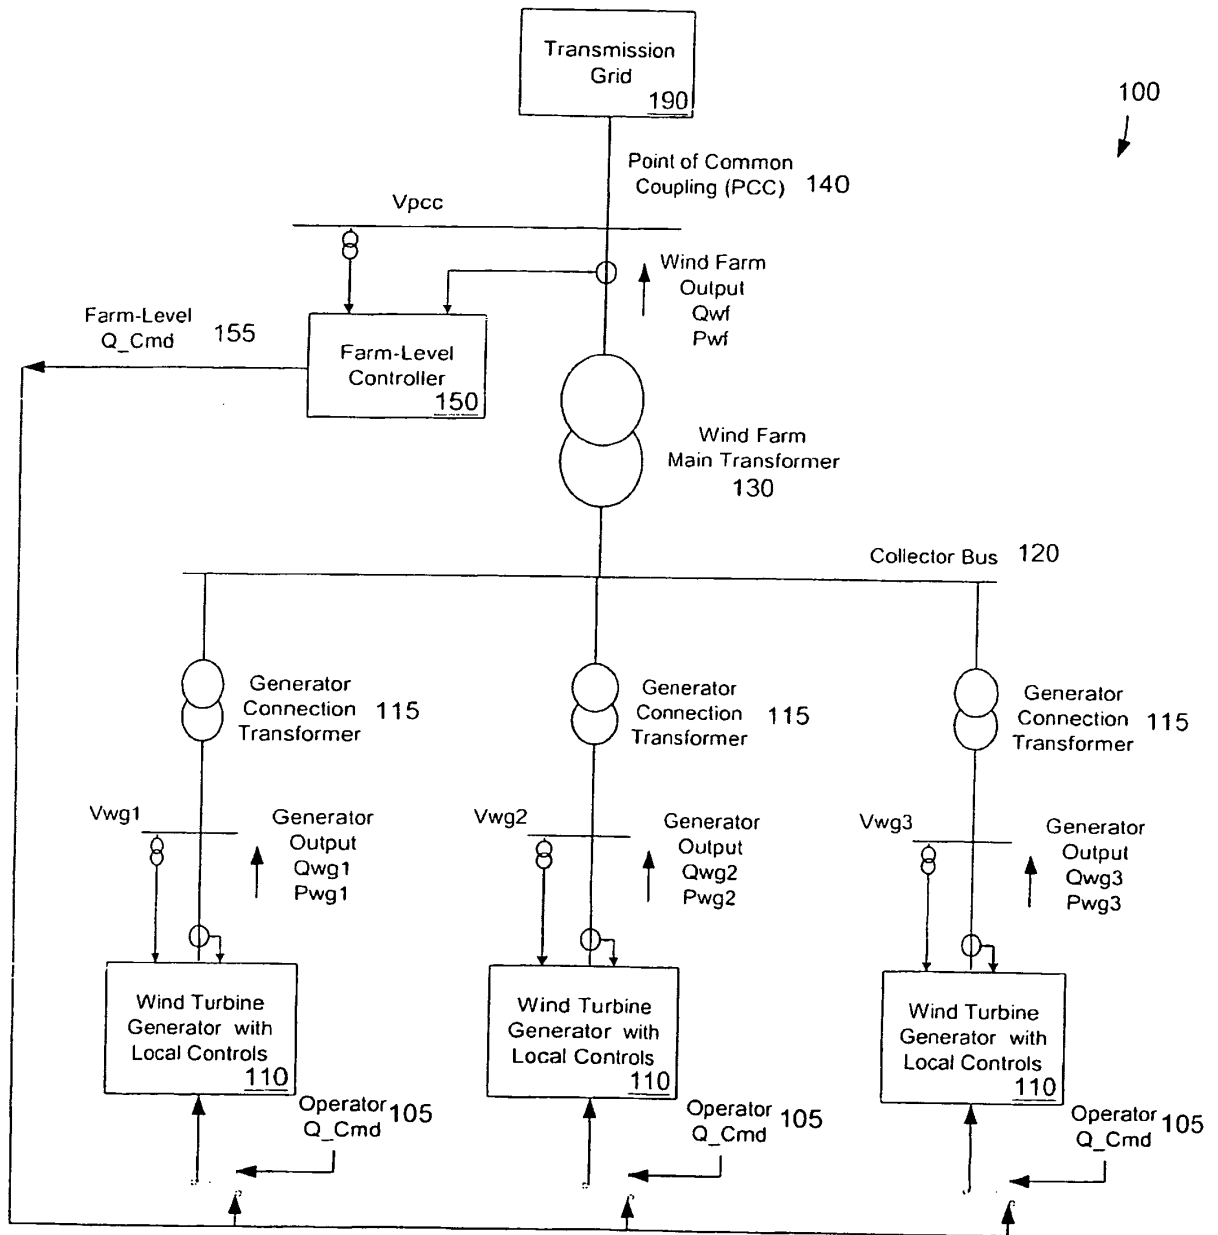 Transmission
Grid
190
100
Point of Common
Coupling (PCC) 140
Vpcc
Wind Farm
Output
Qwf
Pwf
Farm-Level
Q_Cmd 155
Farm-Level
Controller
150
Wind Farm
Main Transformer
130
Collector Bus 120
Generator
Connection
Transformer
115
Generator
Connection
Transformer
115
Generator
Connection
Transformer
115
Vwg1
Generator
Output
Qwg1
Pwg1
Vwg2
Generator
Output
Qwg2
Pwg2
Vwg3
Generator
Output
Qwg3
Pwg3
Wind Turbine
Generator with
Local Controls
110
Wind Turbine
Generator with
Local Controls
110
Wind Turbine
Generator with
Local Controls
110
Operator 105
Q_Cmd
Operator 105
Q_Cmd
Operator 105
Q_Cmd